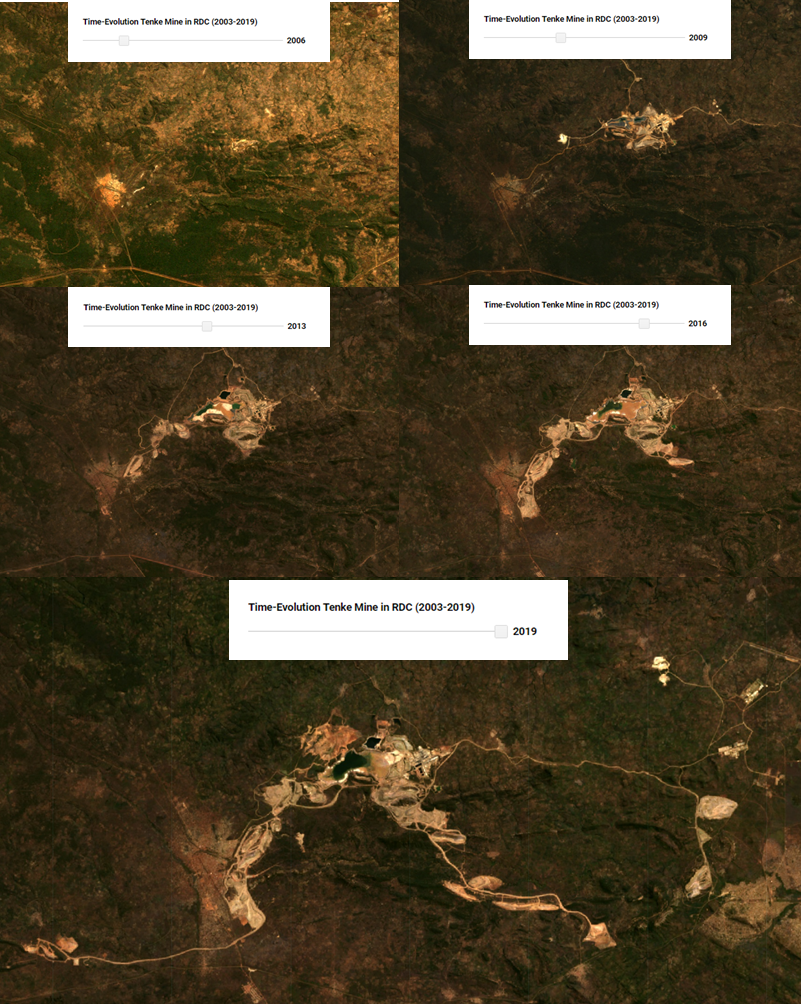 Time-Evolution Tenke Mine in RDC (2003-2019)
2006
Time-Evolution Tenke Mine in RDC (2003-2019)
2009
Time-Evolution Tenke Mine in RDC (2003-2019)
2013
Time-Evolution Tenke Mine in RDC (2003-2019)
2016
Time-Evolution Tenke Mine in RDC (2003-2019)
2019